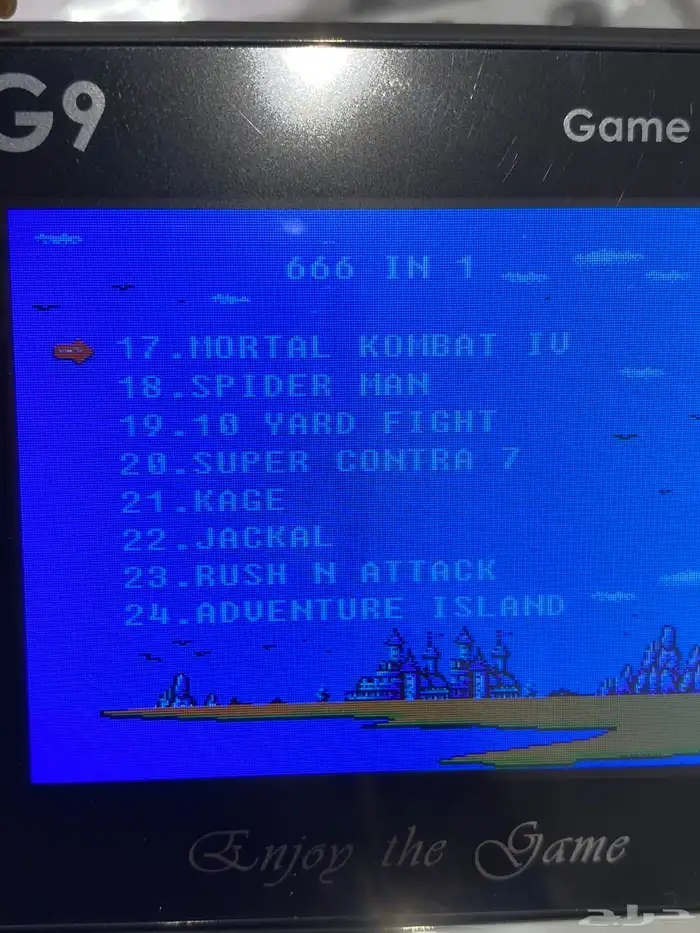 G9
Game
666 IN 1
17.MORTAL KOMBAT IV
18.SPIDER MAN
19.10 YARD FIGHT
20.SUPER CONTRA 7
21.KAGE
22.JACKAL
23.RUSH N ATTACK
24.ADVENTURE ISLAND
Enjoy the Game
حراج